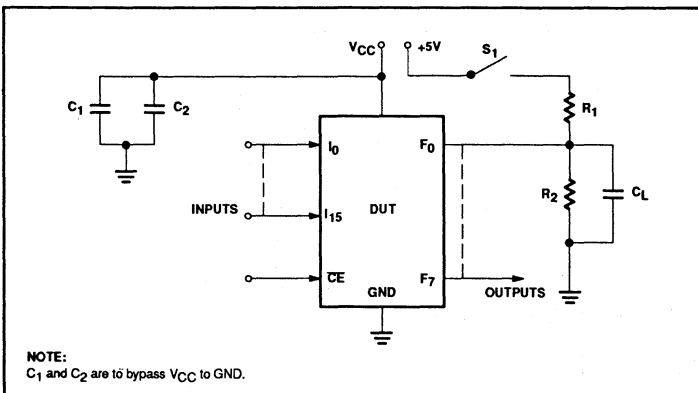 VCC +5V S1
C1 C2 R1
I0 F0
R2 CL
INPUTS I15 DUT
CE F7
GND OUTPUTS
NOTE:
C1 and C2 are to bypass VCC to GND.